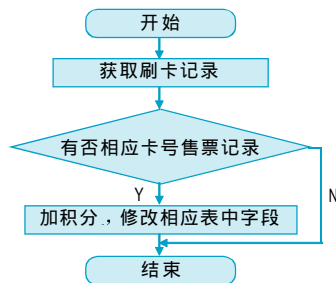 开始
获取刷卡记录
有否相应卡号售票记录
Y
N
加积分，修改相应表中字段
结束